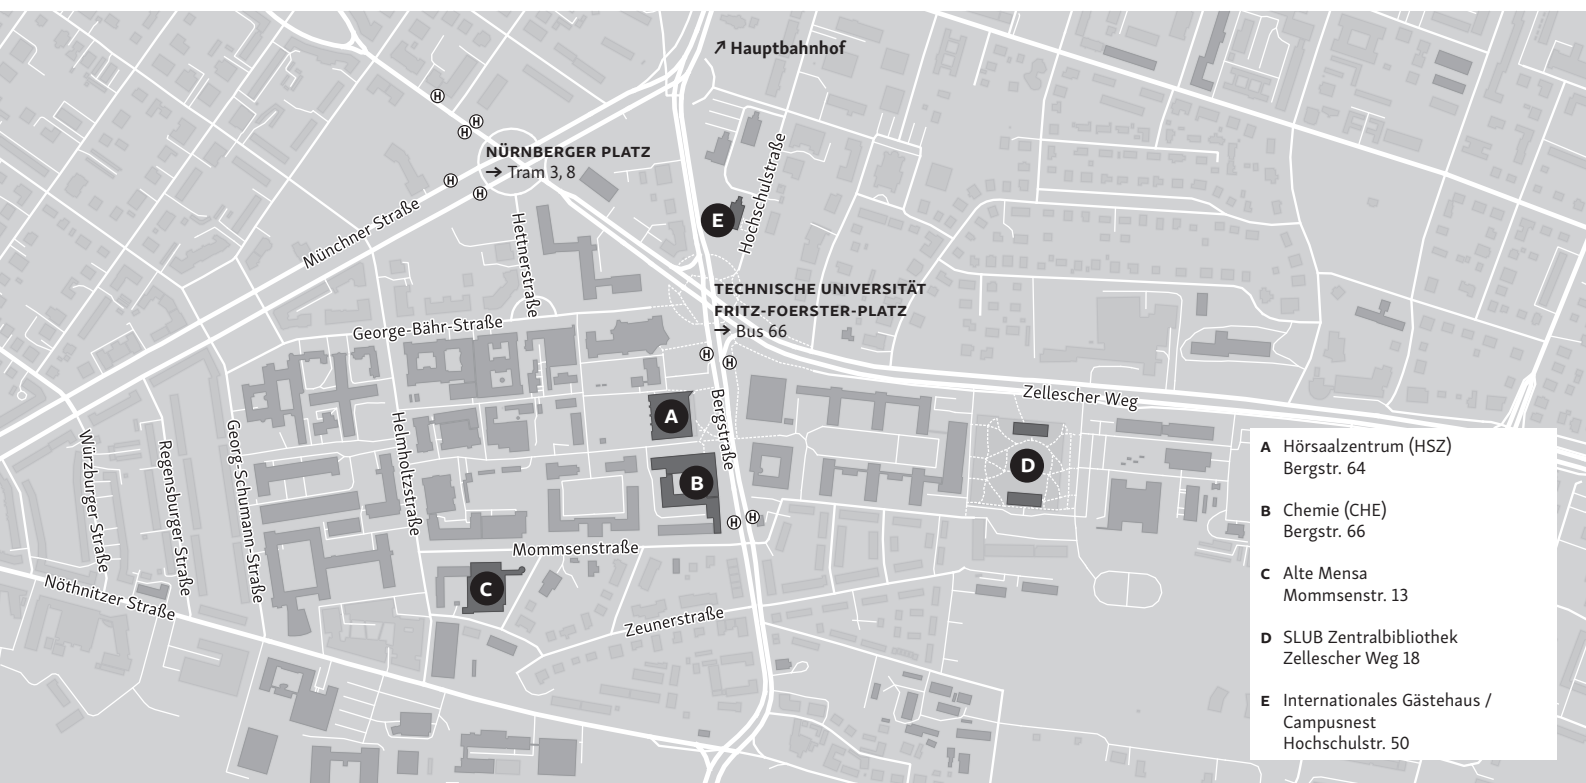 ↗ Hauptbahnhof
H
H
H
NÜRNBERGER PLATZ
→ Tram 3, 8
H
H
Münchner Straße
Hettnerstraße
Hochschulstraße
E
TECHNISCHE UNIVERSITÄT
FRITZ-FOERSTER-PLATZ
→ Bus 66
George-Bähr-Straße
H
H
Zellescher Weg
A
Bergstraße
Helmholtzstraße
Georg-Schumann-Straße
Regensburger Straße
Würzburger Straße
D
B
H
H
Mommsenstraße
C
Nöthnitzer Straße
Zeunerstraße
A Hörsaalzentrum (HSZ)
Bergstr. 64
B Chemie (CHE)
Bergstr. 66
C Alte Mensa
Mommsenstr. 13
D SLUB Zentralbibliothek
Zellescher Weg 18
E Internationales Gästehaus /
Campusnest
Hochschulstr. 50